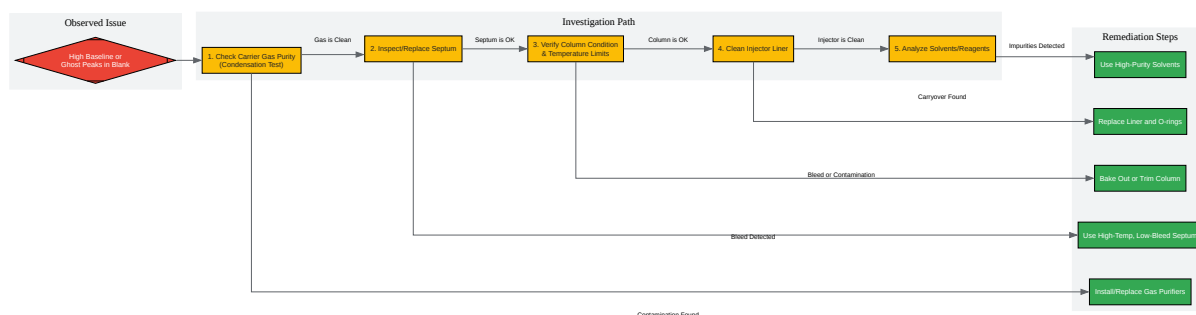 Observed Issue
High Baseline or
Ghost Peaks in Blank
Investigation Path
1. Check Carrier Gas Purity
(Condensation Test)
Gas is Clean
2. Inspect/Replace Septum
Septum is OK
3. Verify Column Condition
& Temperature Limits
Column is OK
4. Clean Injector Liner
Injector is Clean
5. Analyze Solvents/Reagents
Impurities Detected
Remediation Steps
Use High-Purity Solvents
Carryover Found
Replace Liner and O-rings
Bleed or Contamination
Bake Out or Trim Column
Bleed Detected
Use High-Temp, Low-Bleed Septum
Install/Replace Gas Purifiers
Contamination Found